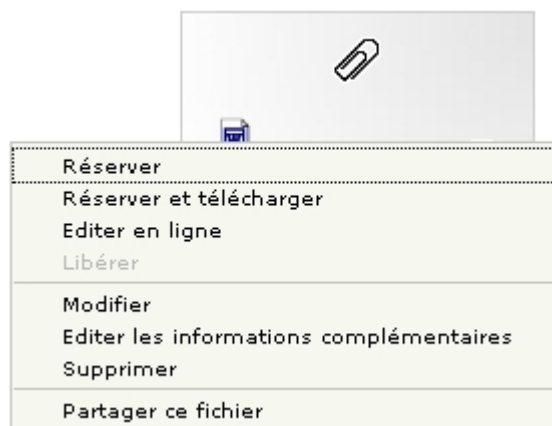 Réserver
Réserver et télécharger
Editer en ligne
Libérer
Modifier
Editer les informations complémentaires
Supprimer
Partager ce fichier